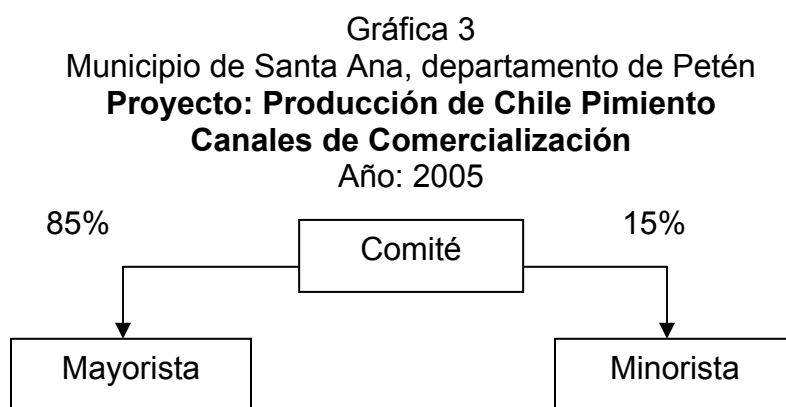 Gráfica 3
Municipio de Santa Ana, departamento de Petén
Proyecto: Producción de Chile Pimiento
Canales de Comercialización
Año: 2005
85%
Comité
15%
Mayorista
Minorista